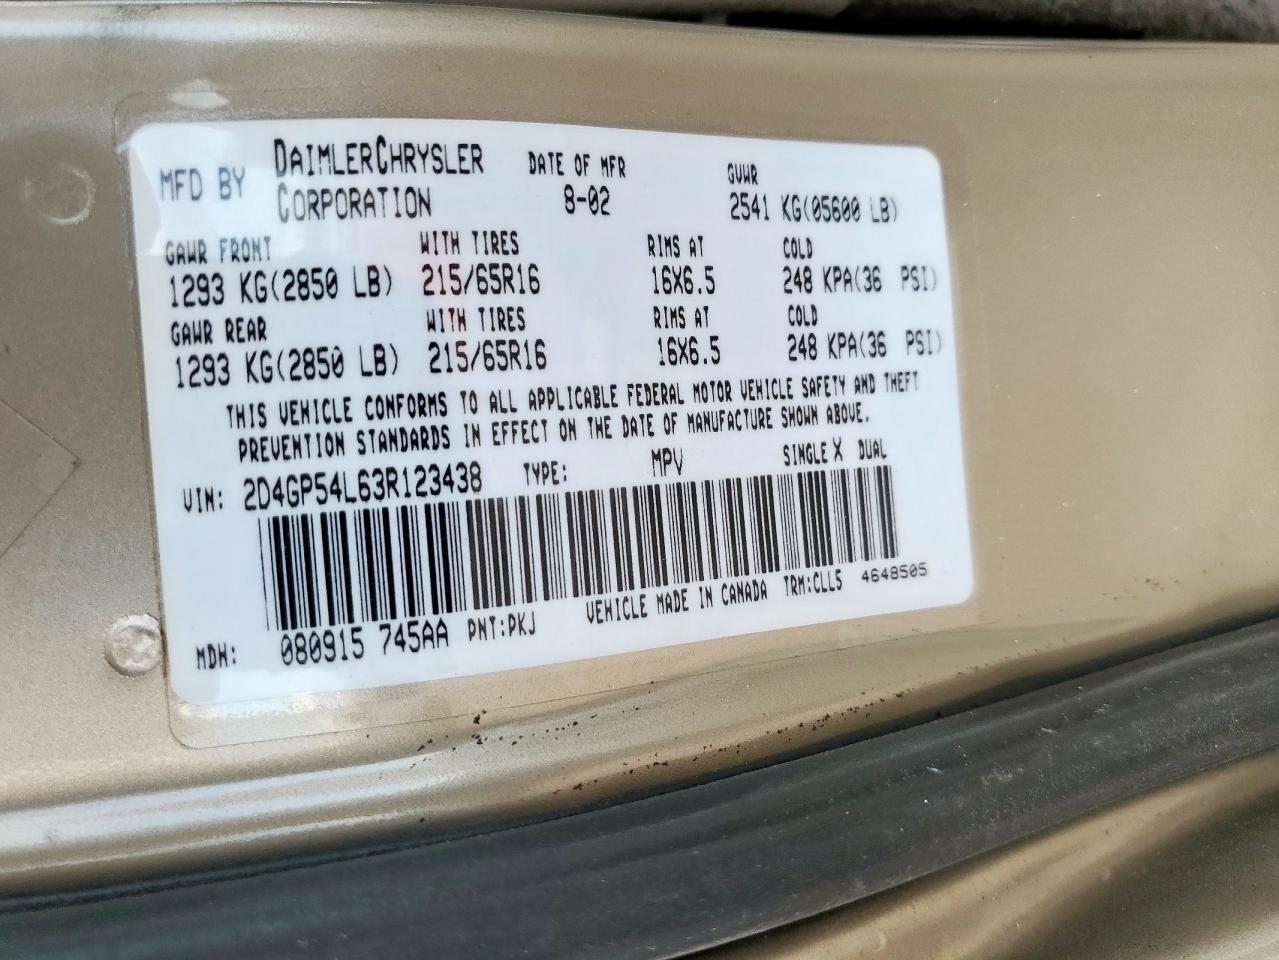 MFD BY DAIMLERCHRYSLER CORPORATION DATE OF MFR 8-02 GVWR 2541 KG(05600 LB)
GAWR FRONT WITH TIRES RIMS AT COLD
1293 KG(2850 LB) 215/65R16 16X6.5 248 KPA(36 PSI)
GAWR REAR WITH TIRES RIMS AT COLD
1293 KG(2850 LB) 215/65R16 16X6.5 248 KPA(36 PSI)
THIS VEHICLE CONFORMS TO ALL APPLICABLE FEDERAL MOTOR VEHICLE SAFETY AND THEFT
PREVENTION STANDARDS IN EFFECT ON THE DATE OF MANUFACTURE SHOWN ABOVE.
VIN: 2D4GP54L63R123438 TYPE: MPV SINGLE X DUAL
MDH: 080915 745AA PNT:PKJ VEHICLE MADE IN CANADA TRM:CLL5 4648505